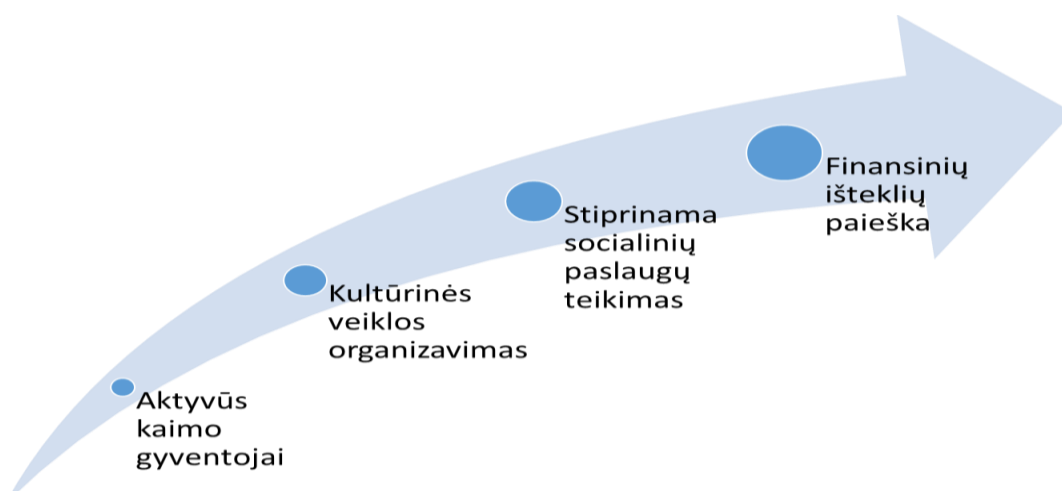 Aktyvūs
kaimo
gyventojai
Kultūrinės
veiklos
organizavimas
Stiprinama
socialinių
paslaugų
teikimas
Finansinių
išteklių
paieška